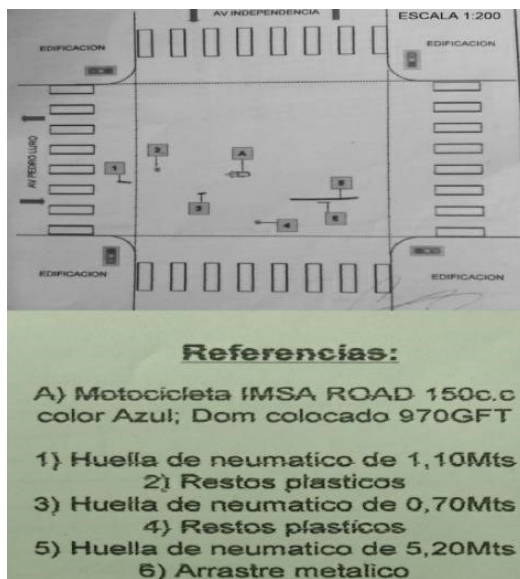 AV INDEPENDENCIA
ESCALA 1:200
EDIFICACION
EDIFICACION
AV PEDRO LURO
1
2
A
3
4
5
6
EDIFICACION
EDIFICACION
Referencias:
A) Motocicleta IMSA ROAD 150c.c
color Azul; Dom colocado 970GFT
1) Huella de neumatico de 1,10Mts
2) Restos plasticos
3) Huella de neumatico de 0,70Mts
4) Restos plasticos
5) Huella de neumatico de 5,20Mts
6) Arrastre metalico